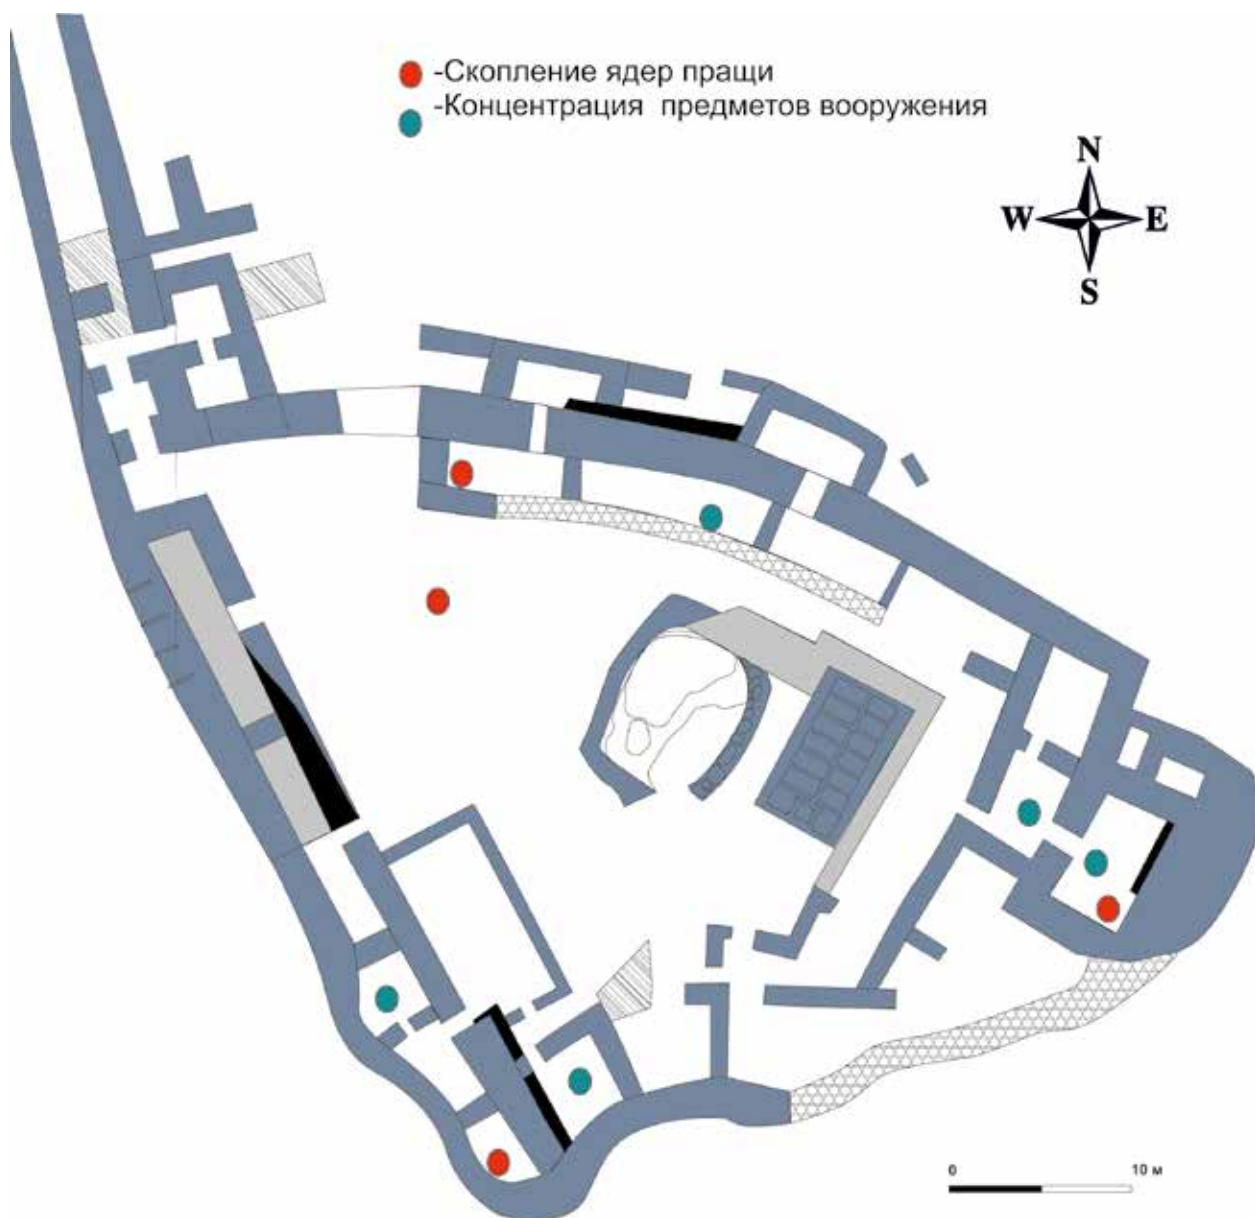 -Скопление ядер пращи
-Концентрация предметов вооружения
N
W E
S
0 10 м